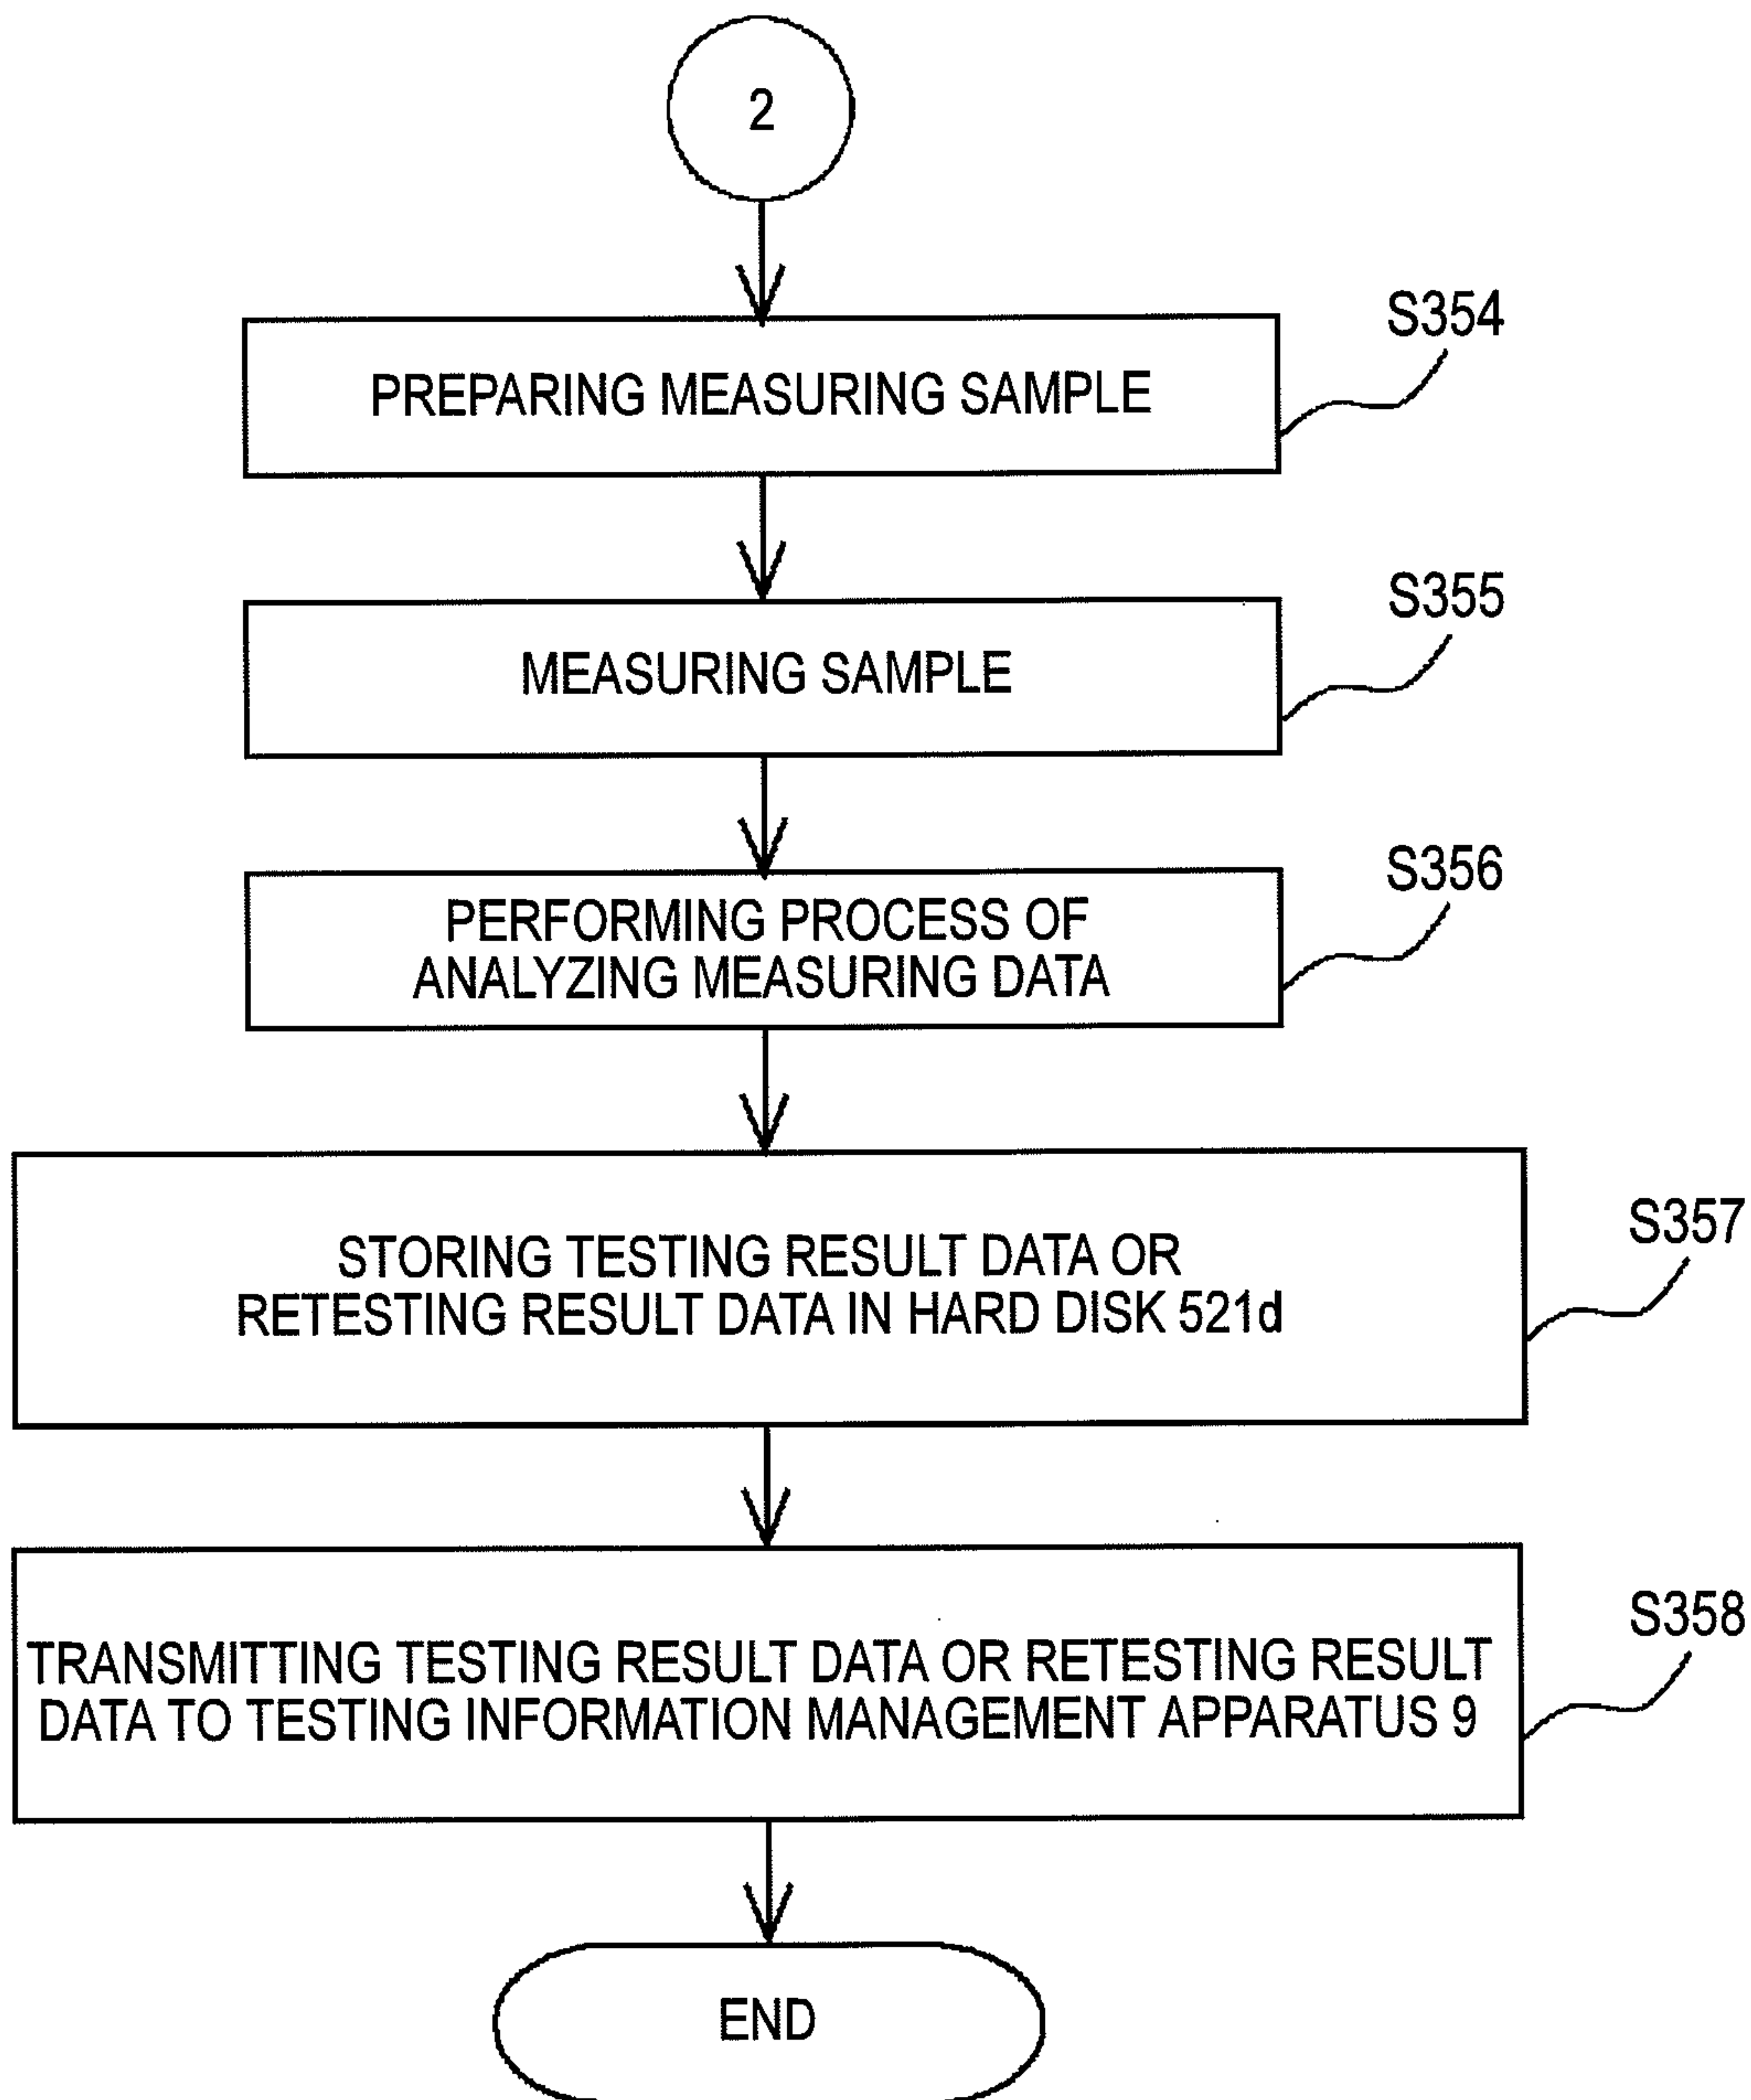 2
S354
PREPARING MEASURING SAMPLE
S355
MEASURING SAMPLE
S356
PERFORMING PROCESS OF
ANALYZING MEASURING DATA
S357
STORING TESTING RESULT DATA OR
RETESTING RESULT DATA IN HARD DISK 521d
S358
TRANSMITTING TESTING RESULT DATA OR RETESTING RESULT
DATA TO TESTING INFORMATION MANAGEMENT APPARATUS 9
END